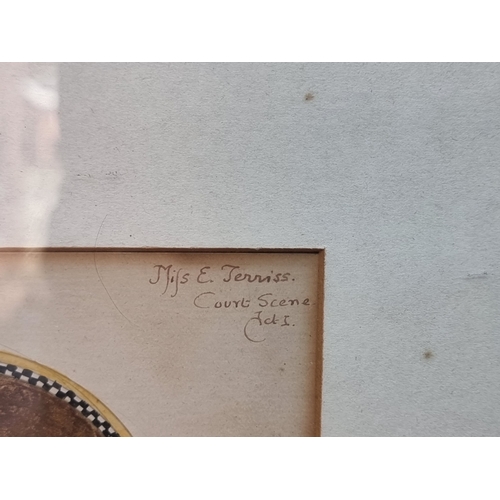 Miſs E. Terriss.
Court Scene
Act I.